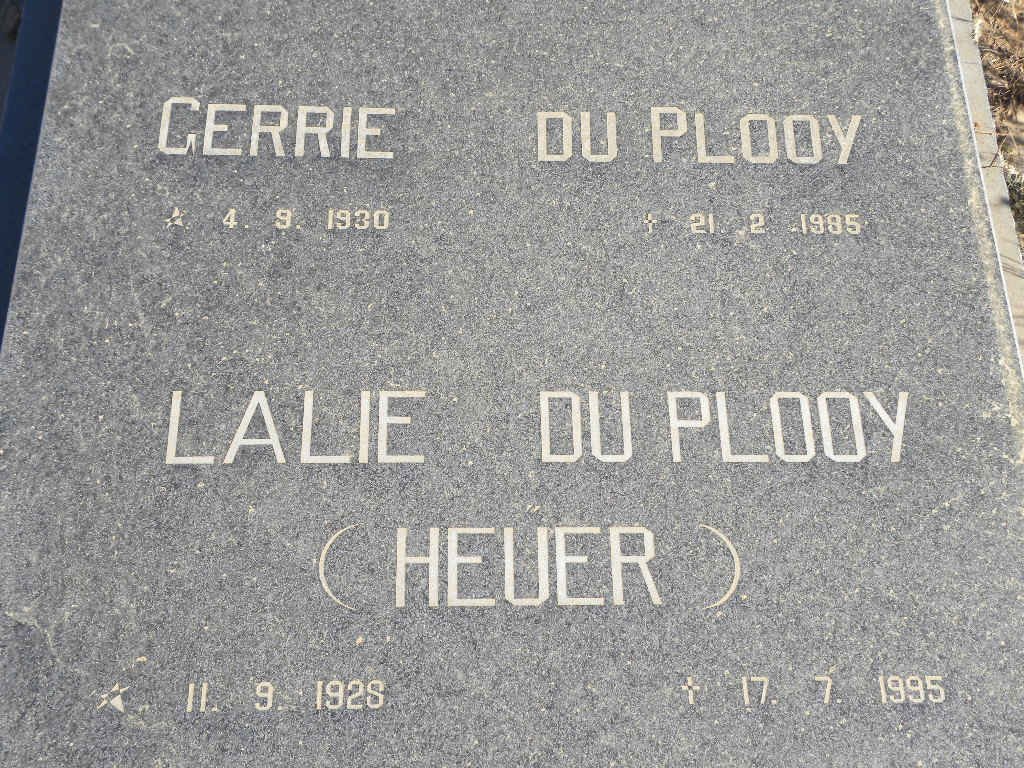 GERRIE DU PLOOY
☆ 4. 9. 1930 ✝ 21. 2. 1985
LALIE DU PLOOY
(HEUER)
☆ 11. 9. 1928 ✝ 17. 7. 1995